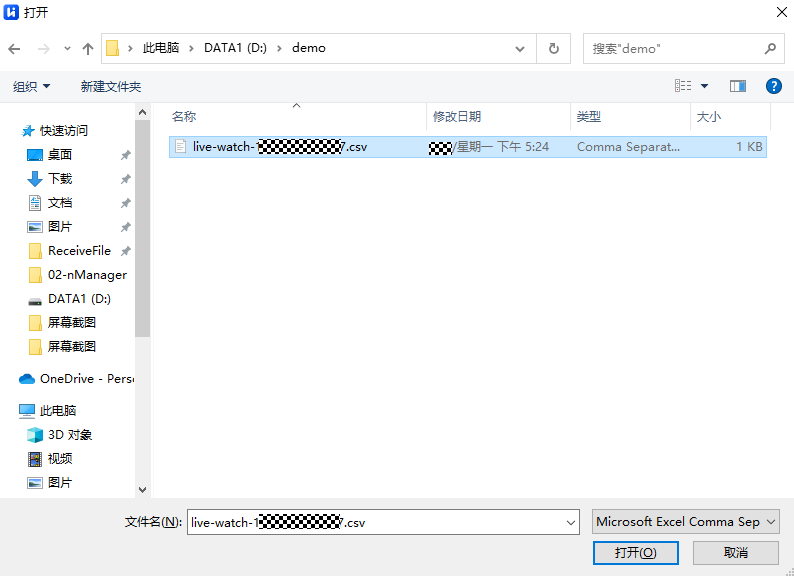 打开
此电脑 DATA1 (D:) demo
搜索"demo"
组织 新建文件夹
名称 修改日期 类型 大小
live-watch-1 7.csv /星期一 下午 5:24 Comma Separat... 1 KB
快速访问
桌面
下载
文档
图片
ReceiveFile
02-nManager
DATA1 (D:)
屏幕截图
屏幕截图
OneDrive - Perso
此电脑
3D 对象
视频
图片
文件名(N): live-watch-1 7.csv Microsoft Excel Comma Sep
打开(O) 取消